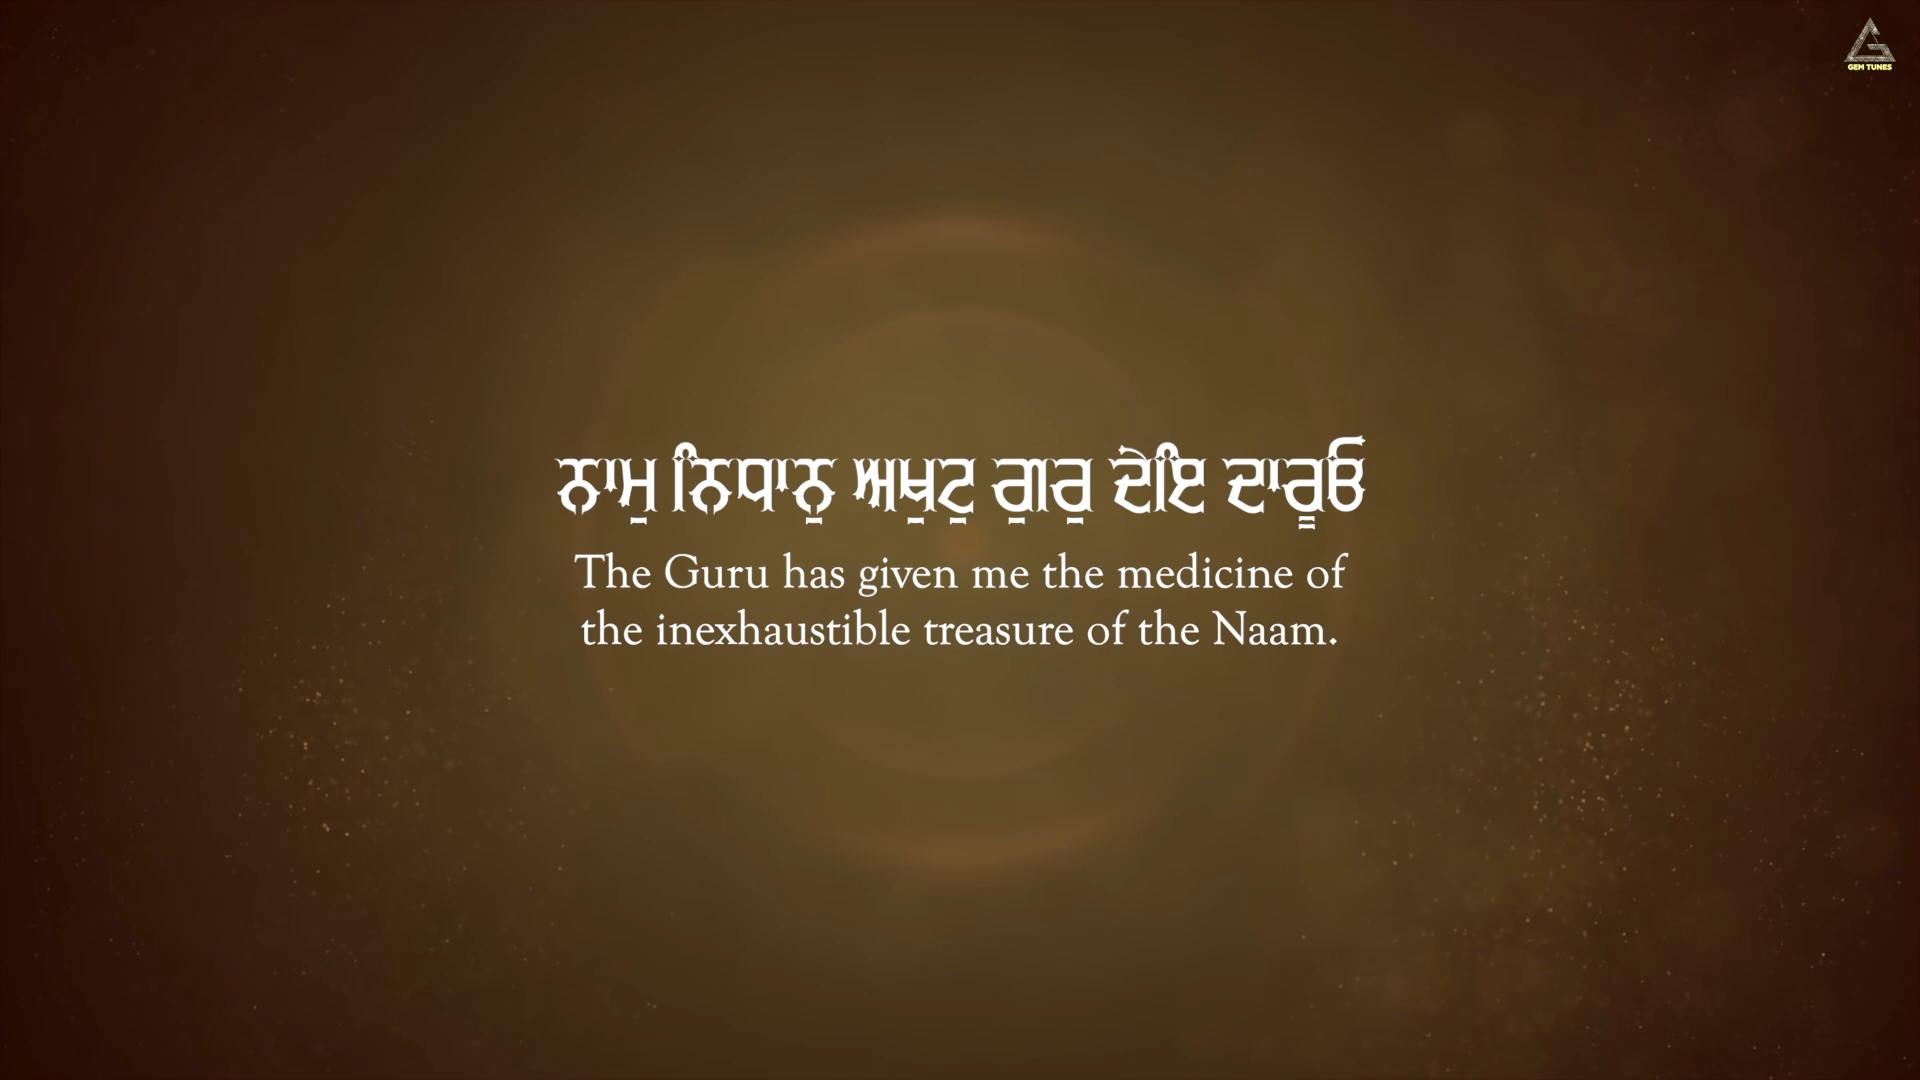 GEM TUNES
ਨਾਮੁ ਨਿਧਾਨੁ ਅਖੁਟੁ ਗੁਰੁ ਦੇਇ ਦਾਰੂਓ
The Guru has given me the medicine of
the inexhaustible treasure of the Naam.